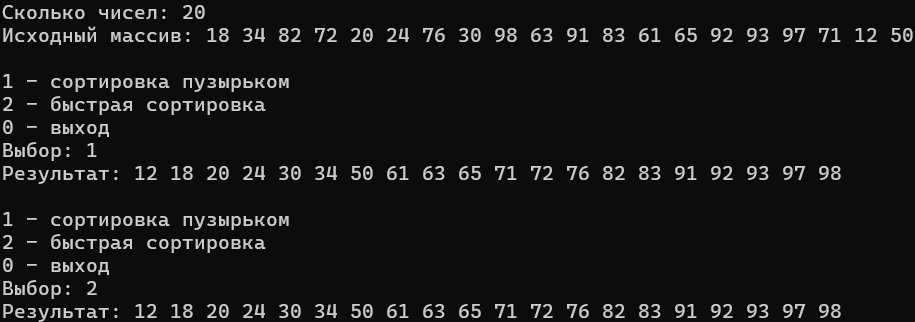 Сколько чисел: 20
Исходный массив: 18 34 82 72 20 24 76 30 98 63 91 83 61 65 92 93 97 71 12 50
1 - сортировка пузырьком
2 - быстрая сортировка
0 - выход
Выбор: 1
Результат: 12 18 20 24 30 34 50 61 63 65 71 72 76 82 83 91 92 93 97 98
1 - сортировка пузырьком
2 - быстрая сортировка
0 - выход
Выбор: 2
Результат: 12 18 20 24 30 34 50 61 63 65 71 72 76 82 83 91 92 93 97 98